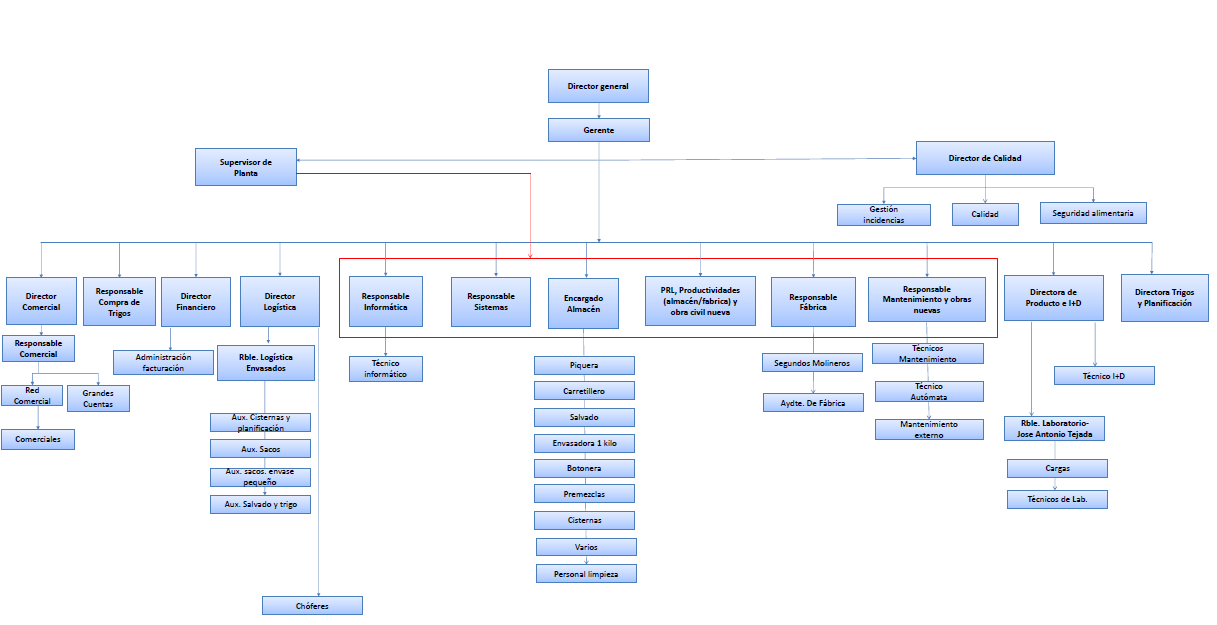 Director general
Gerente
Supervisor de
Planta
Director de Calidad
Gestión
incidencias
Calidad
Seguridad alimentaria
Director
Comercial
Responsable
Compra de
Trigos
Director
Financiero
Director
Logística
Responsable
Informática
Responsable
Sistemas
Encargado
Almacén
PRL, Productividades
(almacén/fabrica) y
obra civil nueva
Responsable
Fábrica
Responsable
Mantenimiento y obras
nuevas
Directora de
Producto e I+D
Directora Trigos
y Planificación
Responsable
Comercial
Administración
facturación
Rble. Logística
Envasados
Técnico
informático
Piquera
Segundos Molineros
Técnicos
Mantenimiento
Técnico I+D
Red
Comercial
Grandes
Cuentas
Carretillero
Aydte. De Fábrica
Técnico
Autómata
Comerciales
Aux. Cisternas y
planificación
Salvado
Mantenimiento
externo
Rble. Laboratorio-
Jose Antonio Tejada
Aux. Sacos
Envasadora 1 kilo
Aux. sacos. envase
pequeño
Botonera
Cargas
Aux. Salvado y trigo
Premezclas
Técnicos de Lab.
Cisternas
Varios
Personal limpieza
Chóferes